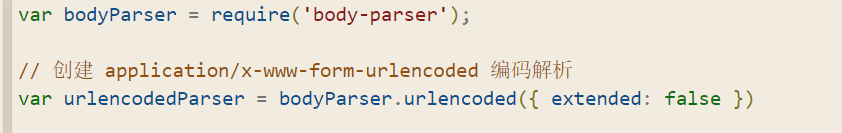 var bodyParser = require('body-parser');
// 创建 application/x-www-form-urlencoded 编码解析
var urlencodedParser = bodyParser.urlencoded({ extended: false })